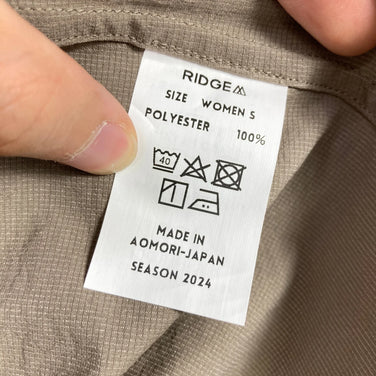 RIDGE
SIZE WOMEN S
POLYESTER 100%
40
MADE IN
AOMORI-JAPAN
SEASON 2024